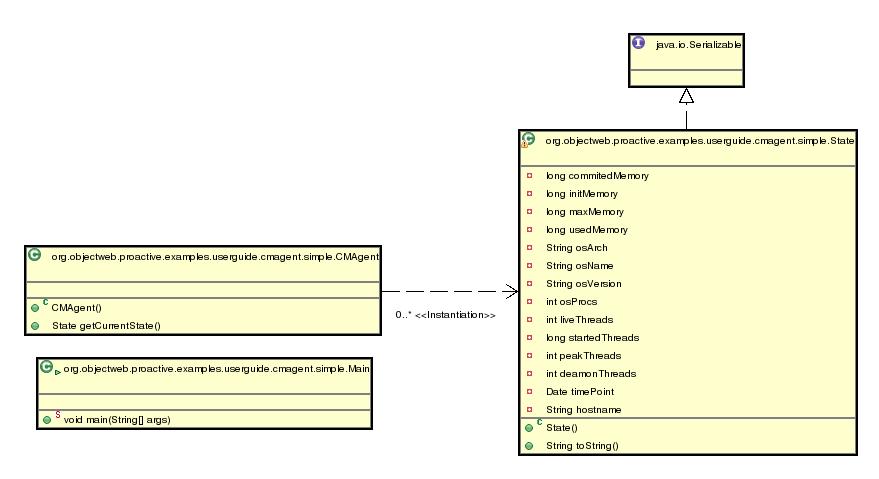 java.io.Serializable
org.objectweb.proactive.examples.userguide.cmagent.simple.State
long commitedMemory
long initMemory
long maxMemory
long usedMemory
String osArch
String osName
String osVersion
int osProcs
int liveThreads
long startedThreads
int peakThreads
int deamonThreads
Date timePoint
String hostname
State()
String toString()
org.objectweb.proactive.examples.userguide.cmagent.simple.CMAgent
CMAgent()
State getCurrentState()
0..* <<Instantiation>>
org.objectweb.proactive.examples.userguide.cmagent.simple.Main
void main(String[] args)